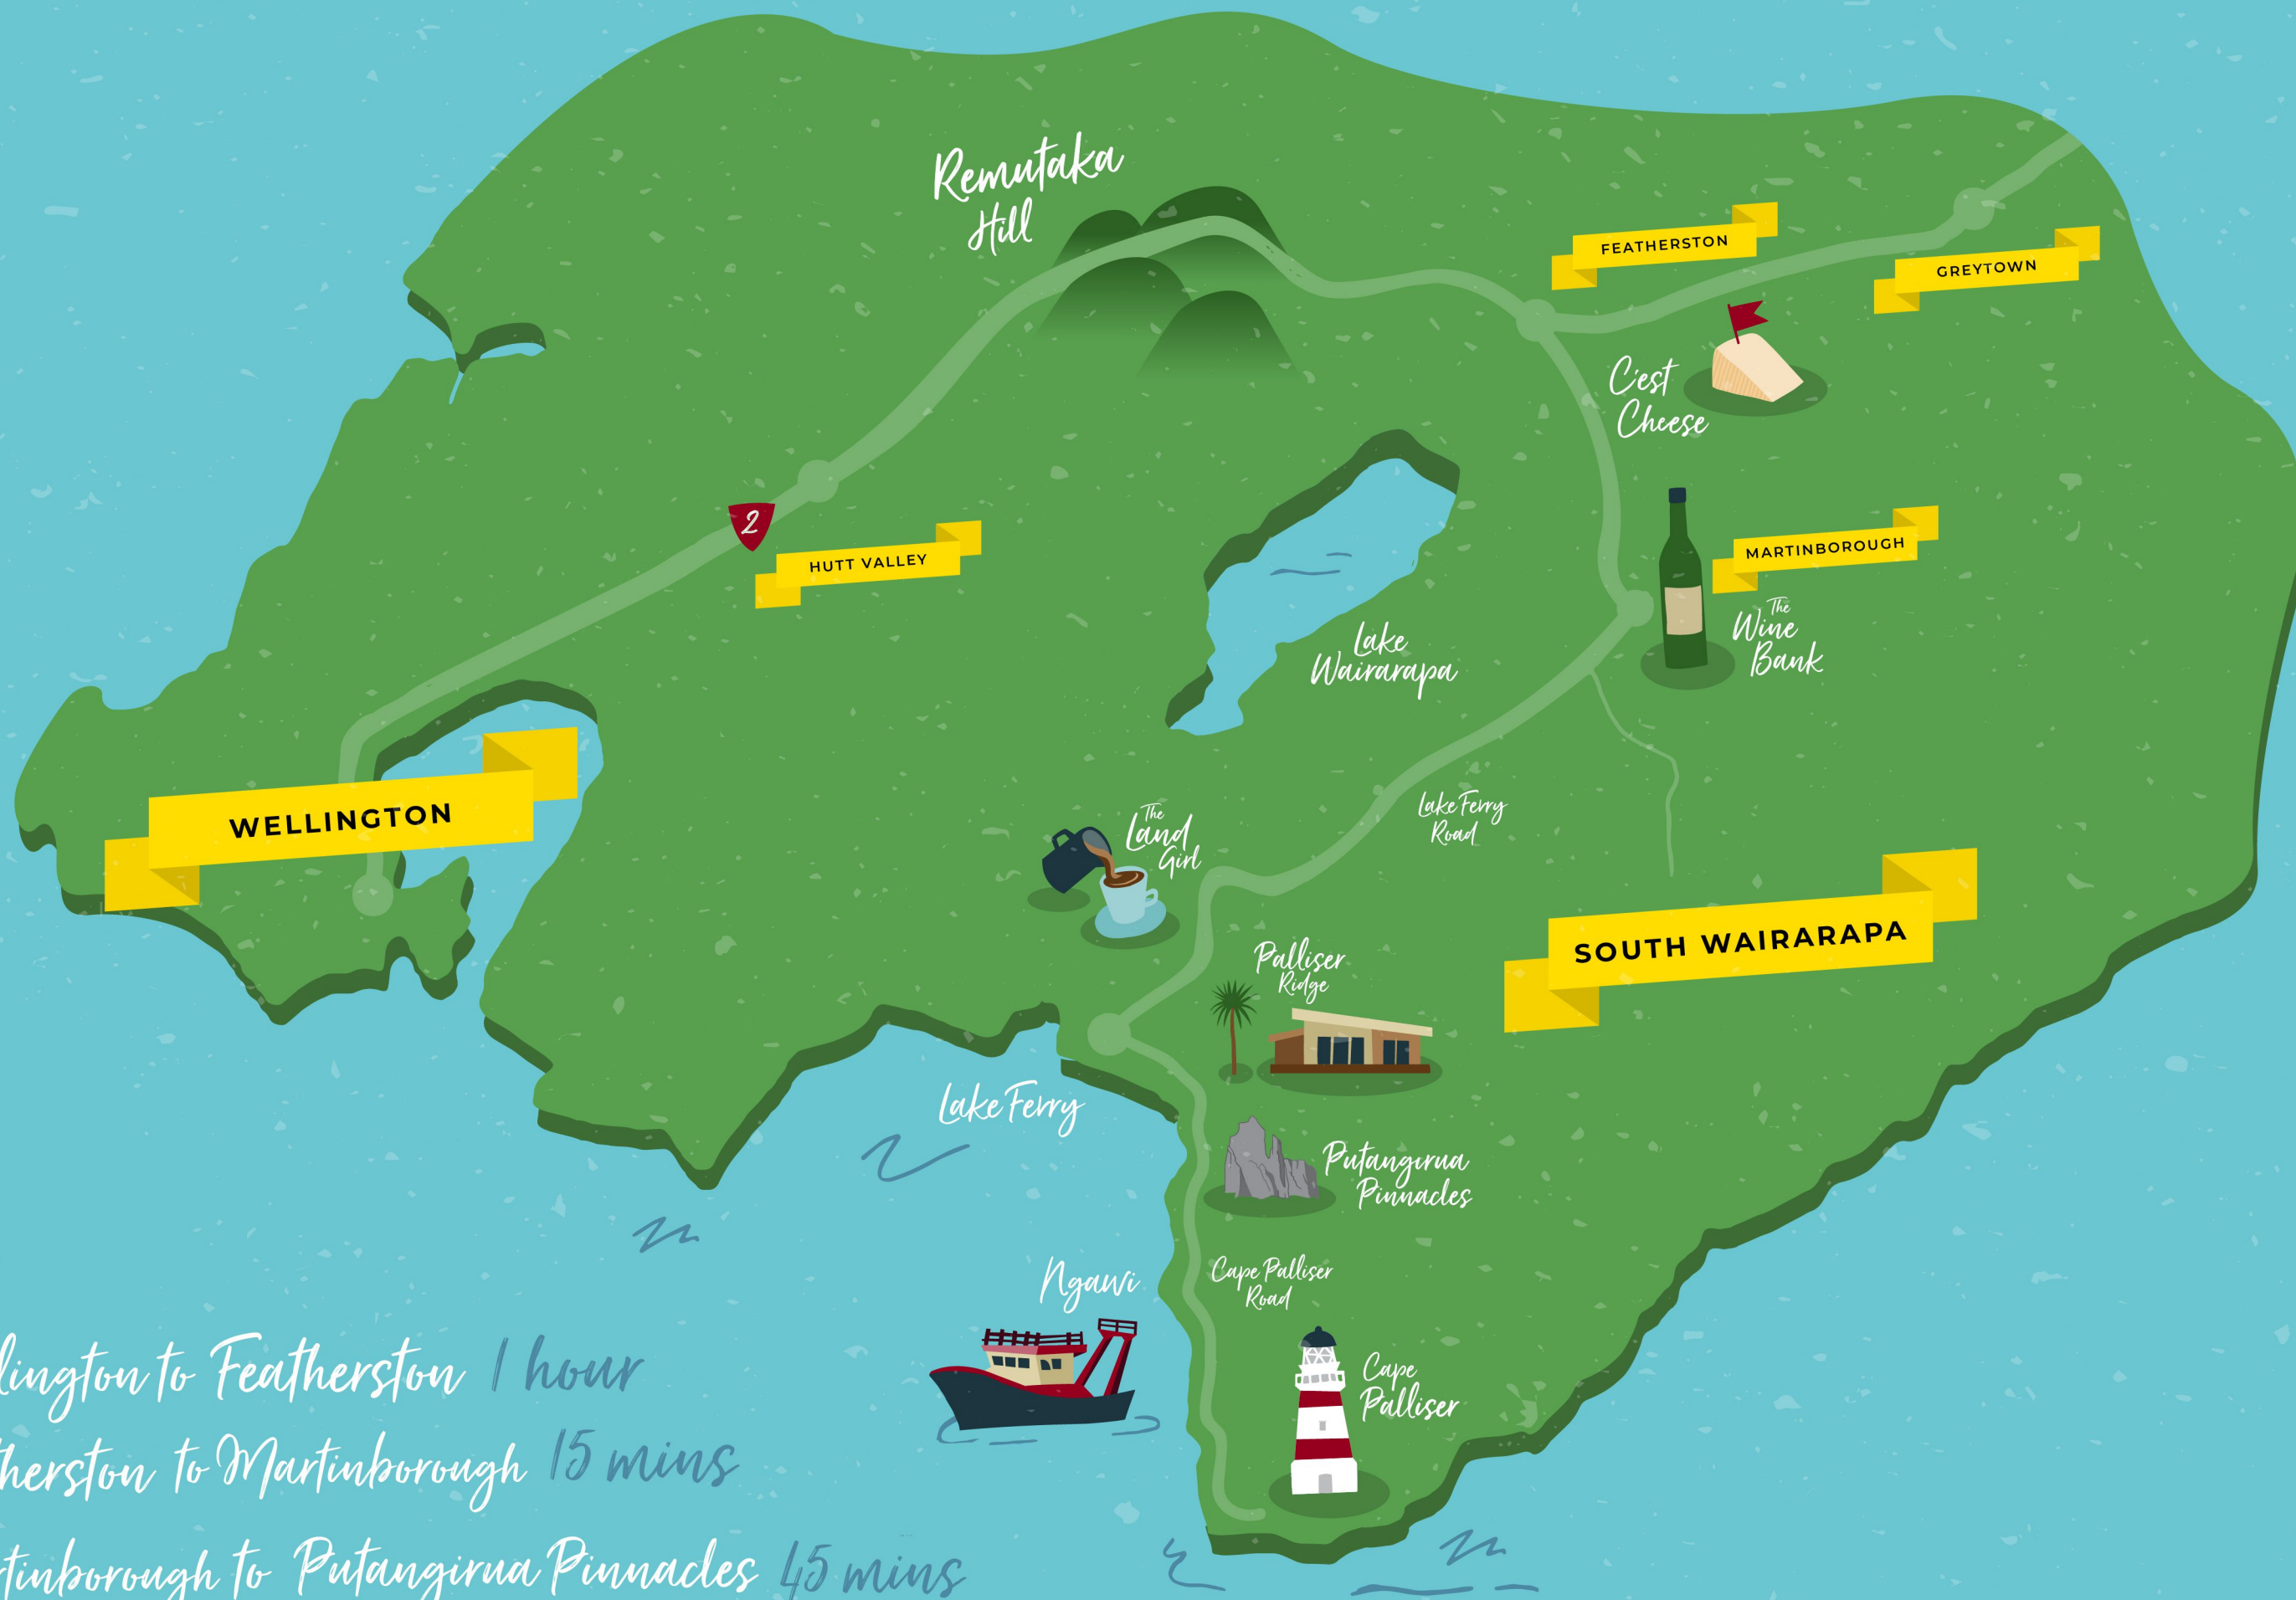 Remutaka
Hill
FEATHERSTON
GREYTOWN
C'est
Cheese
2
HUTT VALLEY
MARTINBOROUGH
The
Wine
Bank
Lake
Wairarapa
WELLINGTON
The
Land
Girl
Lake Ferry
Road
SOUTH WAIRARAPA
Palliser
Ridge
Lake Ferry
Putangirua
Pinnacles
Ngawi
Cape Palliser
Road
Cape
Palliser
lington to Featherston 1 hour
herston to Martinborough 15 mins
tinborough to Putangirua Pinnacles 45 mins